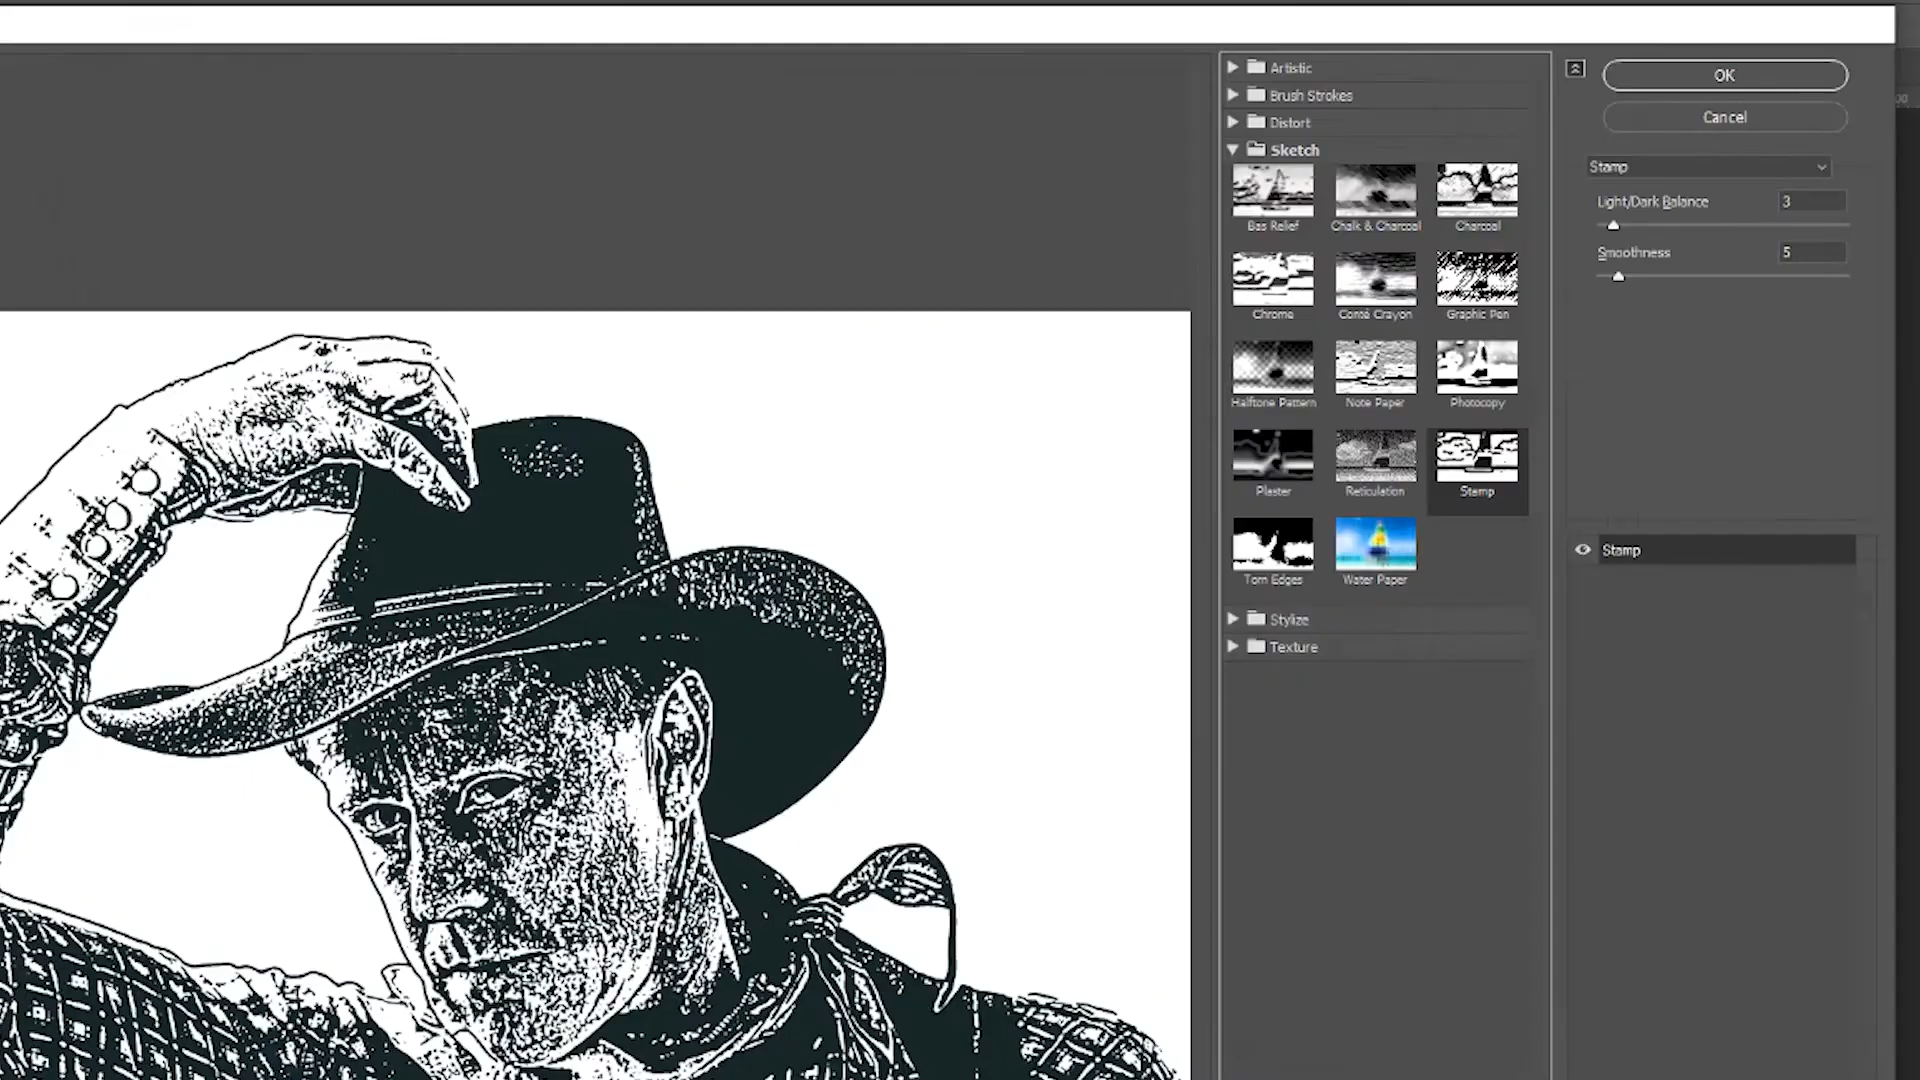 Artistic
Brush Strokes
Distort
Sketch
Bas Relief
Chalk & Charcoal
Charcoal
Chrome
Conté Crayon
Graphic Pen
Halftone Pattern
Note Paper
Photocopy
Plaster
Reticulation
Stamp
Torn Edges
Water Paper
Stylize
Texture
OK
Cancel
Stamp
Light/Dark Balance 3
Smoothness 5
Stamp